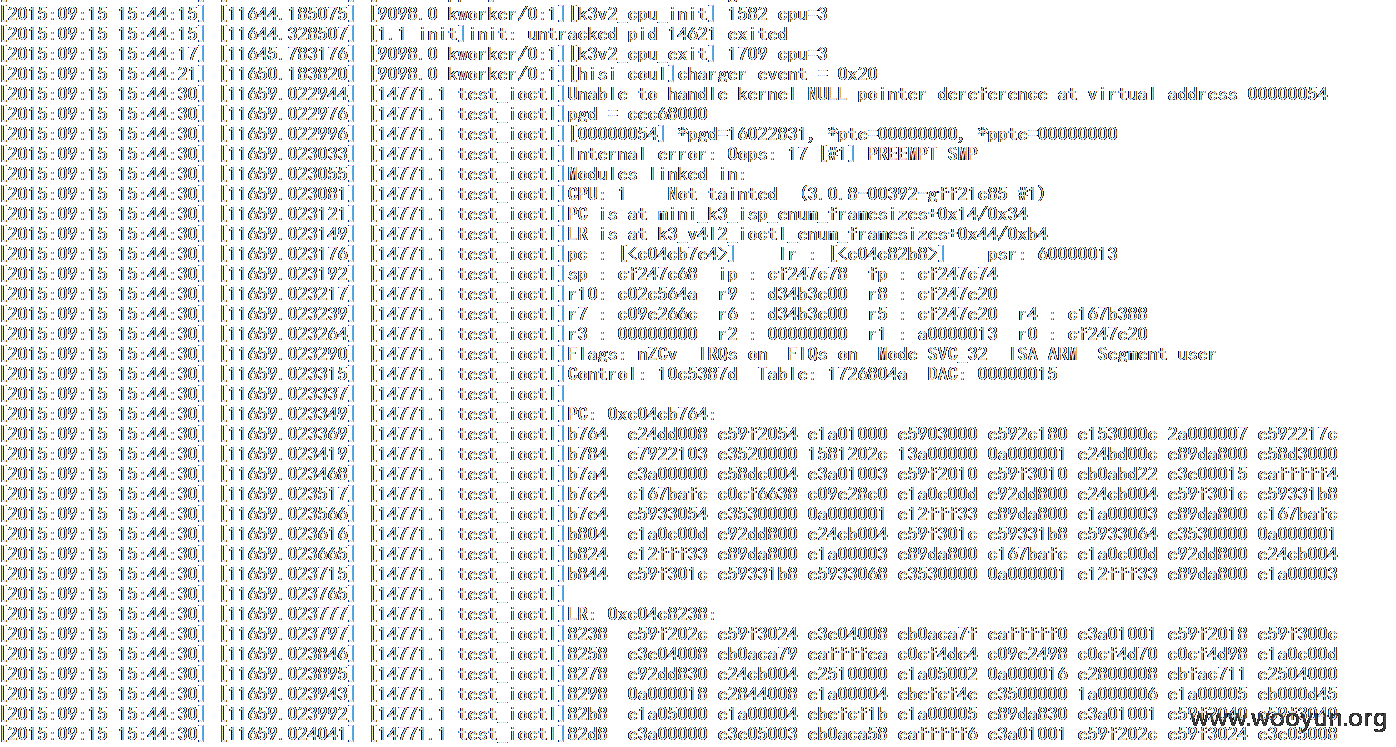 [2015:09:15 15:44:15] [11644.185075] [9098.0 kworker/0:1][k3v2_cpu_init] 1582 cpu=3
[2015:09:15 15:44:15] [11644.328507] [1.1 init]init: untracked pid 14621 exited
[2015:09:15 15:44:17] [11645.783176] [9098.0 kworker/0:1][k3v2_cpu_exit] 1709 cpu=3
[2015:09:15 15:44:21] [11650.183820] [9098.0 kworker/0:1][hisi_coul]charger event = 0x20
[2015:09:15 15:44:30] [11659.022944] [14771.1 test_ioctl]Unable to handle kernel NULL pointer dereference at virtual address 00000054
[2015:09:15 15:44:30] [11659.022976] [14771.1 test_ioctl]pgd = cec68000
[2015:09:15 15:44:30] [11659.022996] [14771.1 test_ioctl][00000054] *pgd=16022831, *pte=00000000, *ppte=00000000
[2015:09:15 15:44:30] [11659.023033] [14771.1 test_ioctl]Internal error: Oops: 17 [#1] PREEMPT SMP
[2015:09:15 15:44:30] [11659.023055] [14771.1 test_ioctl]Modules linked in:
[2015:09:15 15:44:30] [11659.023081] [14771.1 test_ioctl]CPU: 1    Not tainted  (3.0.8-00392-gff21c85 #1)
[2015:09:15 15:44:30] [11659.023121] [14771.1 test_ioctl]PC is at mini_k3_isp_enum_framesizes+0x14/0x34
[2015:09:15 15:44:30] [11659.023149] [14771.1 test_ioctl]LR is at k3_v4l2_ioctl_enum_framesizes+0x44/0xb4
[2015:09:15 15:44:30] [11659.023176] [14771.1 test_ioctl]pc : [<c04cb7e4>]    lr : [<c04c82b8>]    psr: 60000013
[2015:09:15 15:44:30] [11659.023192] [14771.1 test_ioctl]sp : cf247c68  ip : cf247c78  fp : cf247c74
[2015:09:15 15:44:30] [11659.023217] [14771.1 test_ioctl]r10: c02c564a  r9 : d34b3c00  r8 : cf247e20
[2015:09:15 15:44:30] [11659.023239] [14771.1 test_ioctl]r7 : c09e266c  r6 : d34b3c00  r5 : cf247e20  r4 : c167b388
[2015:09:15 15:44:30] [11659.023264] [14771.1 test_ioctl]r3 : 00000000  r2 : 00000000  r1 : a0000013  r0 : cf247e20
[2015:09:15 15:44:30] [11659.023290] [14771.1 test_ioctl]Flags: nZCv  IRQs on  FIQs on  Mode SVC_32  ISA ARM  Segment user
[2015:09:15 15:44:30] [11659.023315] [14771.1 test_ioctl]Control: 10c5387d  Table: 1726804a  DAC: 00000015
[2015:09:15 15:44:30] [11659.023337] [14771.1 test_ioctl]
[2015:09:15 15:44:30] [11659.023349] [14771.1 test_ioctl]PC: 0xc04cb764:
[2015:09:15 15:44:30] [11659.023369] [14771.1 test_ioctl]b764  e24dd008 e59f2054 e1a01000 e5903000 e592c180 e153000c 2a000007 e592217c
[2015:09:15 15:44:30] [11659.023419] [14771.1 test_ioctl]b784  e7922103 e3520000 1581202c 13a00000 0a000001 e24bd00c e89da800 e58d3000
[2015:09:15 15:44:30] [11659.023468] [14771.1 test_ioctl]b7a4  e3a00000 e58dc004 e3a01003 e59f2010 e59f3010 eb0abd22 e3e00015 eafffff4
[2015:09:15 15:44:30] [11659.023517] [14771.1 test_ioctl]b7c4  c167bafc c0cf6638 c09e28c0 e1a0c00d e92dd800 e24cb004 e59f301c e59331b8
[2015:09:15 15:44:30] [11659.023566] [14771.1 test_ioctl]b7e4  e5933054 e3530000 0a000001 e12fff33 e89da800 e1a00003 e89da800 c167bafc
[2015:09:15 15:44:30] [11659.023616] [14771.1 test_ioctl]b804  e1a0c00d e92dd800 e24cb004 e59f301c e59331b8 e5933064 e3530000 0a000001
[2015:09:15 15:44:30] [11659.023665] [14771.1 test_ioctl]b824  e12fff33 e89da800 e1a00003 e89da800 c167bafc e1a0c00d e92dd800 e24cb004
[2015:09:15 15:44:30] [11659.023715] [14771.1 test_ioctl]b844  e59f301c e59331b8 e5933068 e3530000 0a000001 e12fff33 e89da800 e1a00003
[2015:09:15 15:44:30] [11659.023765] [14771.1 test_ioctl]
[2015:09:15 15:44:30] [11659.023777] [14771.1 test_ioctl]LR: 0xc04c8238:
[2015:09:15 15:44:30] [11659.023797] [14771.1 test_ioctl]8238  e59f202c e59f3024 e3e04008 eb0aca7f eafffff0 e3a01001 e59f2018 e59f300c
[2015:09:15 15:44:30] [11659.023846] [14771.1 test_ioctl]8258  e3e04008 eb0aca79 eaffffea c0cf4dc4 c09e2498 c0cf4d70 c0cf4d98 e1a0c00d
[2015:09:15 15:44:30] [11659.023895] [14771.1 test_ioctl]8278  e92dd830 e24cb004 e2510000 e1a05002 0a000016 e2800008 ebfac711 e2504000
[2015:09:15 15:44:30] [11659.023943] [14771.1 test_ioctl]8298  0a000018 e2844008 e1a00004 ebefcf4e e3500000 1a000006 e1a00005 eb000d45
[2015:09:15 15:44:30] [11659.023992] [14771.1 test_ioctl]82b8  e1a05000 e1a00004 ebefcf1b e1a00005 e89da830 e3a01001 e59f2040 e59f3040
[2015:09:15 15:44:30] [11659.024041] [14771.1 test_ioctl]82d8  e3a00000 e3e05003 eb0aca58 eafffff6 e3a01001 e59f202c e59f3024 e3e05008
www.wooyun.org